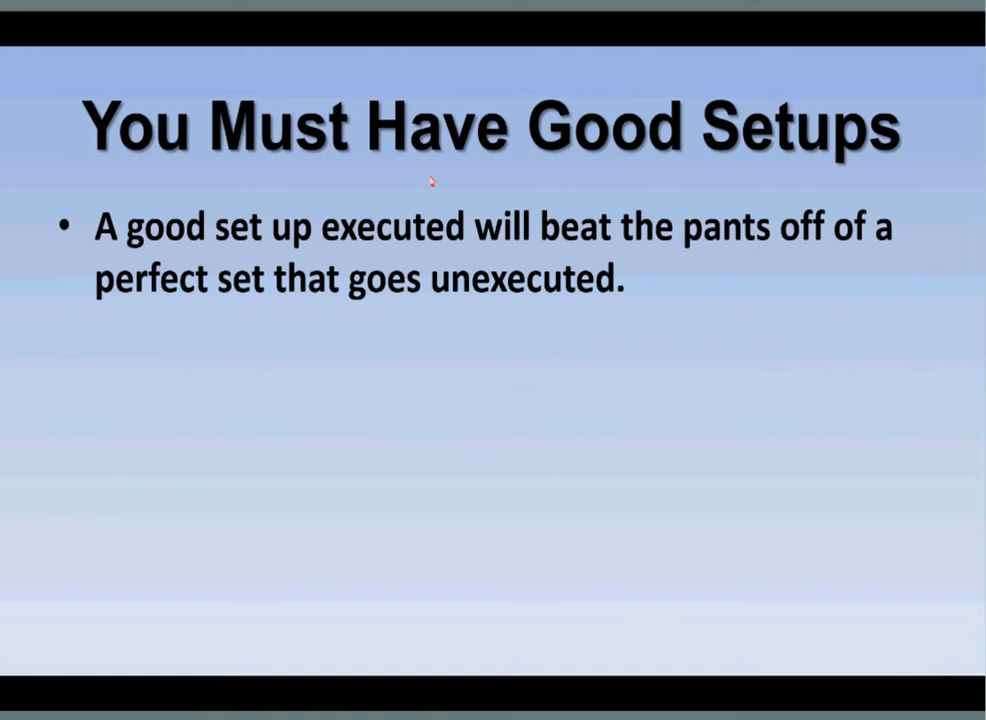 You Must Have Good Setups
• A good set up executed will beat the pants off of a
perfect set that goes unexecuted.